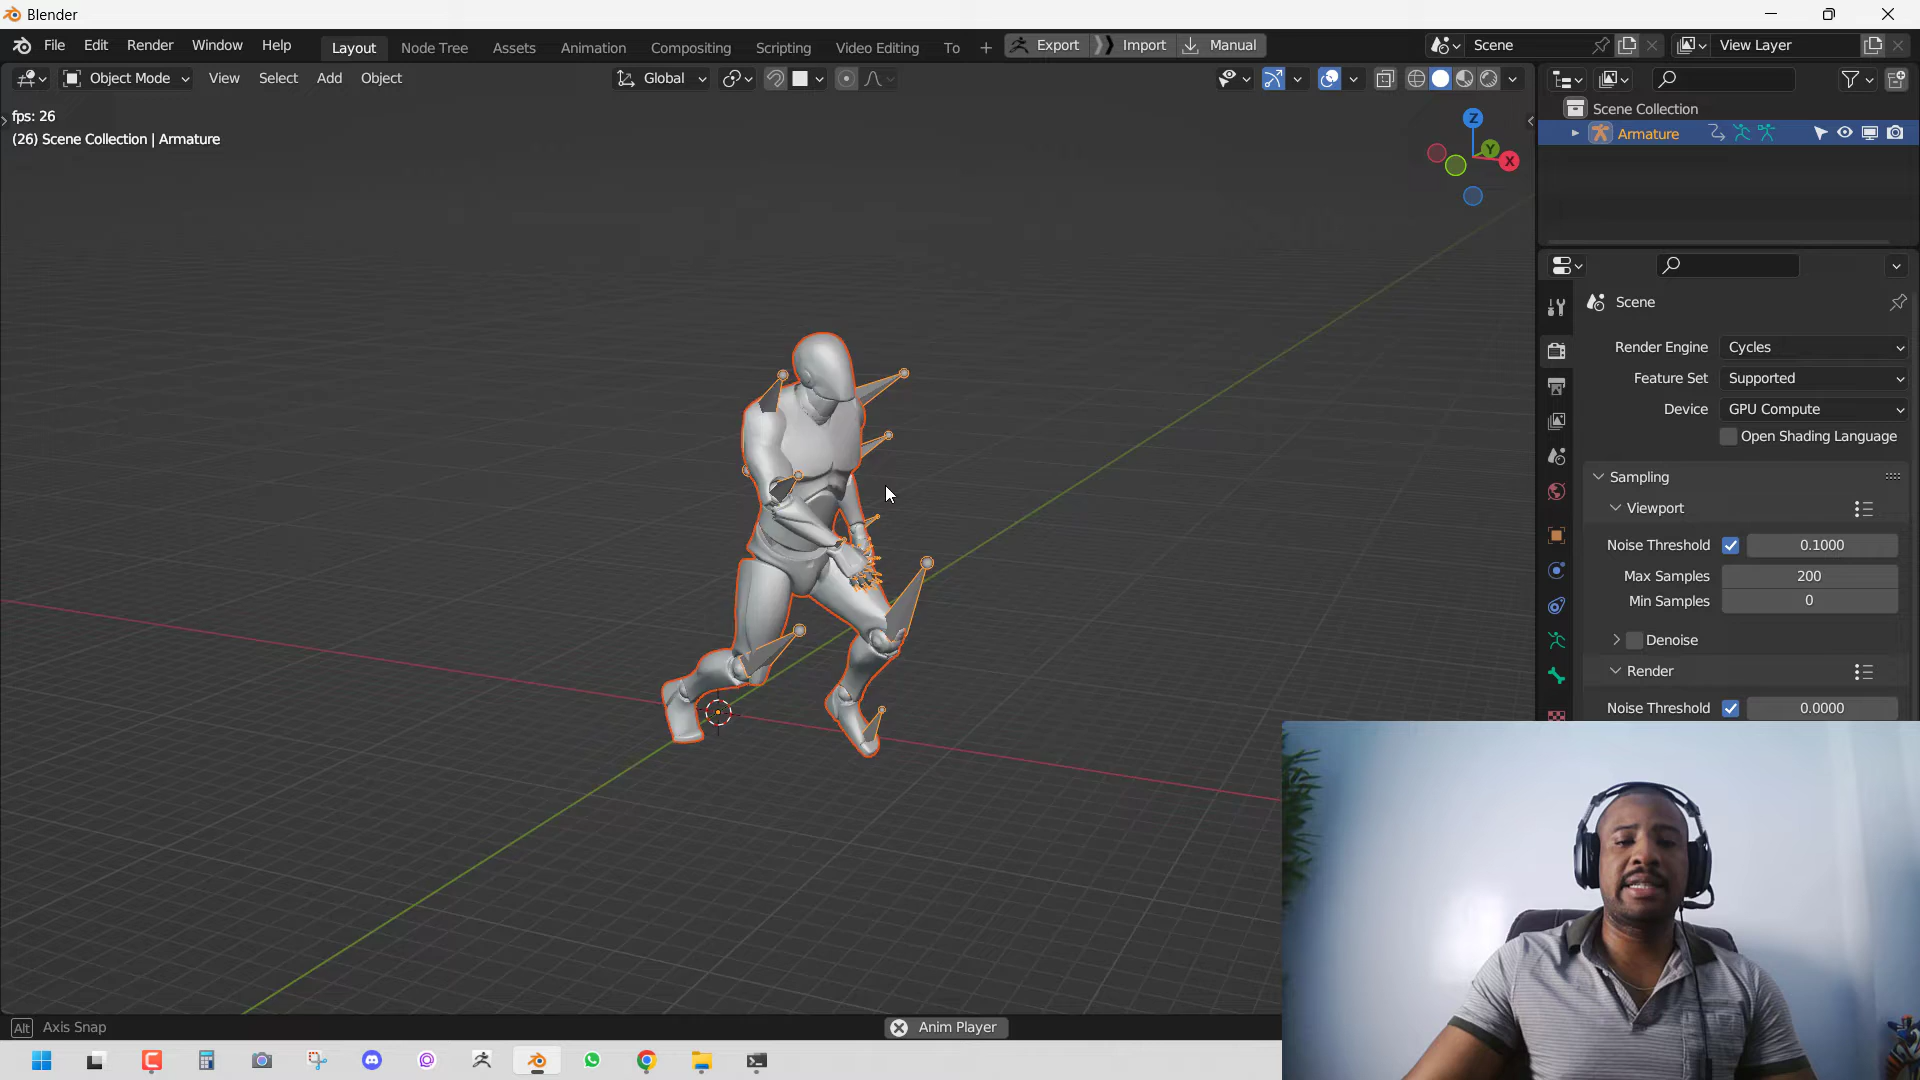 Blender
File Edit Render Window Help Layout Node Tree Assets Animation Compositing Scripting Video Editing To Export Import Manual Scene View Layer
Object Mode View Select Add Object Global
fps: 26
(26) Scene Collection | Armature
Z
Y
X
Scene Collection
Armature
Scene
Render Engine Cycles
Feature Set Supported
Device GPU Compute
Open Shading Language
Sampling
Viewport
Noise Threshold 0.1000
Max Samples 200
Min Samples 0
Denoise
Render
Noise Threshold 0.0000
Alt Axis Snap Anim Player